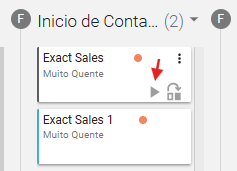 F Inicio de Conta... (2) F
Exact Sales
Muito Quente
Exact Sales 1
Muito Quente